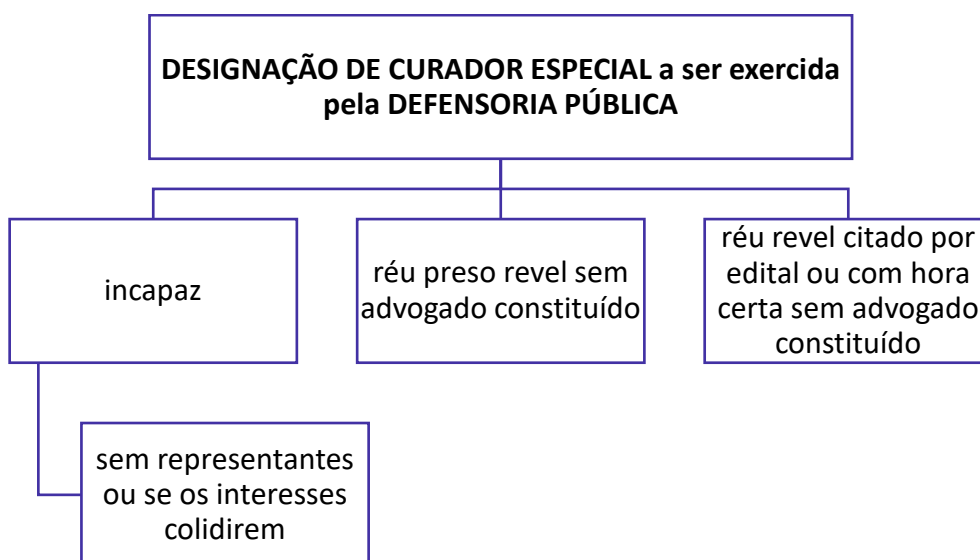 DESIGNAÇÃO DE CURADOR ESPECIAL a ser exercida
pela DEFENSORIA PÚBLICA
incapaz
réu preso revel sem
advogado constituído
réu revel citado por
edital ou com hora
certa sem advogado
constituído
sem representantes
ou se os interesses
colidirem